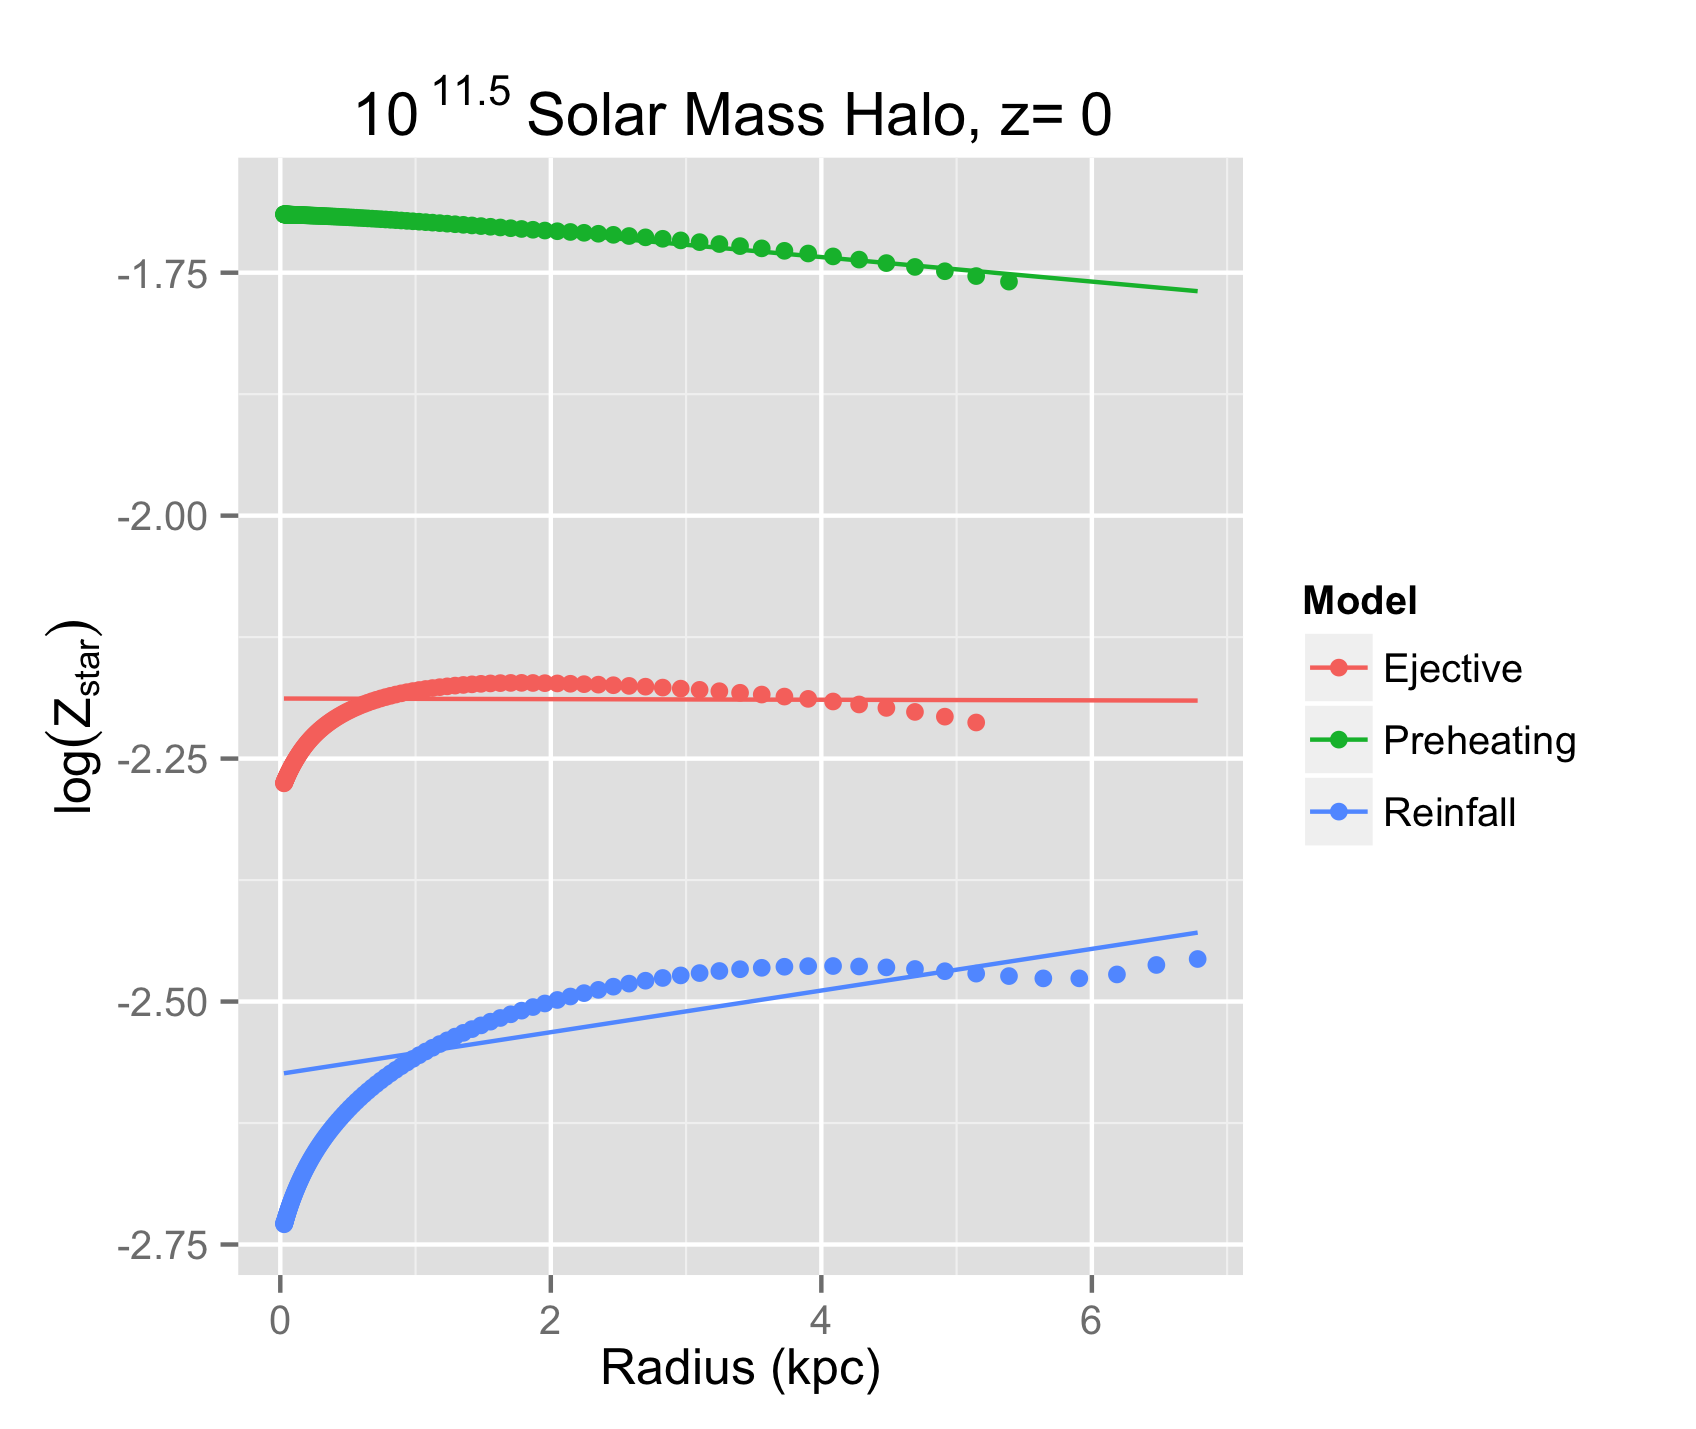 10 11.5 Solar Mass Halo, z= 0
log(Zstar)
-1.75
-2.00
-2.25
-2.50
-2.75
0 2 4 6
Radius (kpc)
Model
Ejective
Preheating
Reinfall